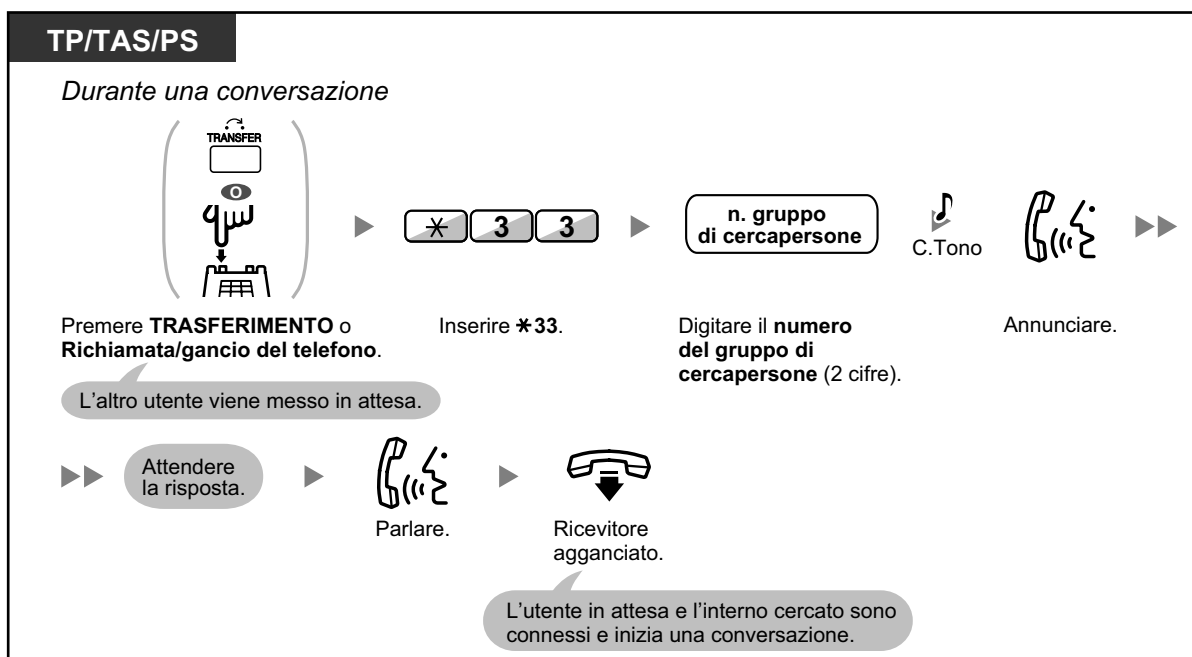 TP/TAS/PS
Durante una conversazione
TRANSFER
O
* 3 3
n. gruppo
di cercapersone
C.Tono
Premere TRASFERIMENTO o
Richiamata/gancio del telefono.
L'altro utente viene messo in attesa.
Inserire *33.
Digitare il numero
del gruppo di
cercapersone (2 cifre).
Annunciare.
Attendere
la risposta.
Parlare.
Ricevitore
agganciato.
L'utente in attesa e l'interno cercato sono
connessi e inizia una conversazione.